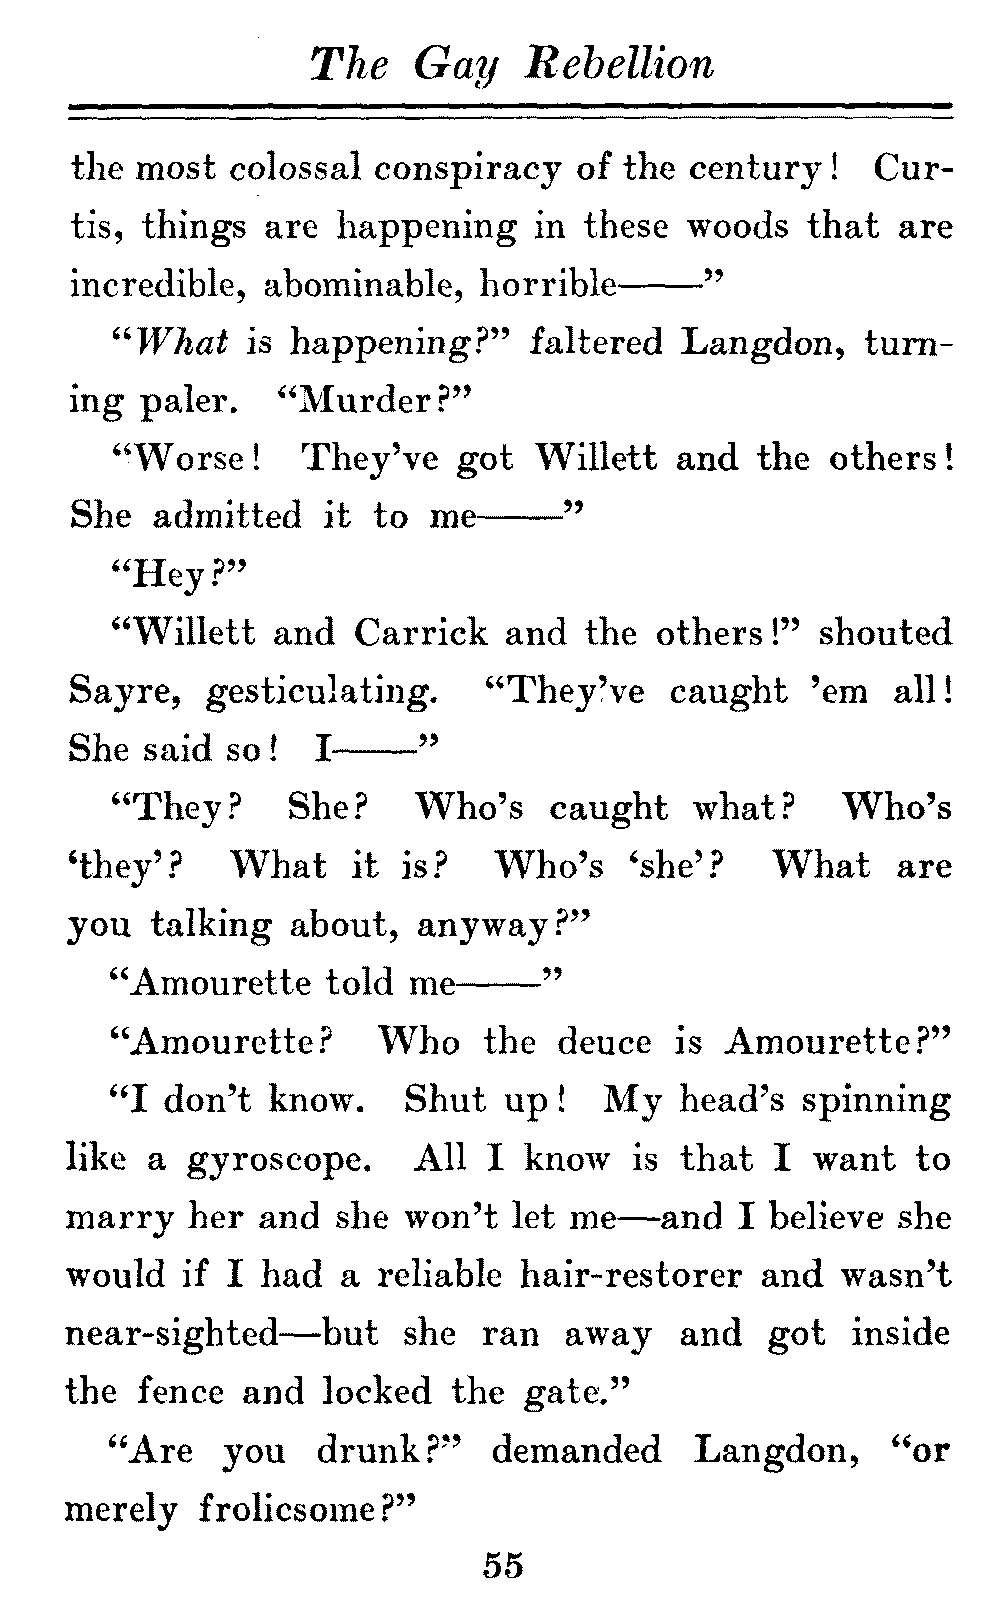 The Gay Rebellion
the most colossal conspiracy of the century! Cur-
tis, things are happening in these woods that are
incredible, abominable, horrible——”
“What is happening?” faltered Langdon, turn-
ing paler. “Murder?”
“Worse! They’ve got Willett and the others!
She admitted it to me——”
“Hey?”
“Willett and Carrick and the others!” shouted
Sayre, gesticulating. “They’ve caught ’em all!
She said so! I——”
“They? She? Who’s caught what? Who’s
‘they’? What it is? Who’s ‘she’? What are
you talking about, anyway?”
“Amourette told me——”
“Amourette? Who the deuce is Amourette?”
“I don’t know. Shut up! My head’s spinning
like a gyroscope. All I know is that I want to
marry her and she won’t let me—and I believe she
would if I had a reliable hair-restorer and wasn’t
near-sighted—but she ran away and got inside
the fence and locked the gate.”
“Are you drunk?” demanded Langdon, “or
merely frolicsome?”
55